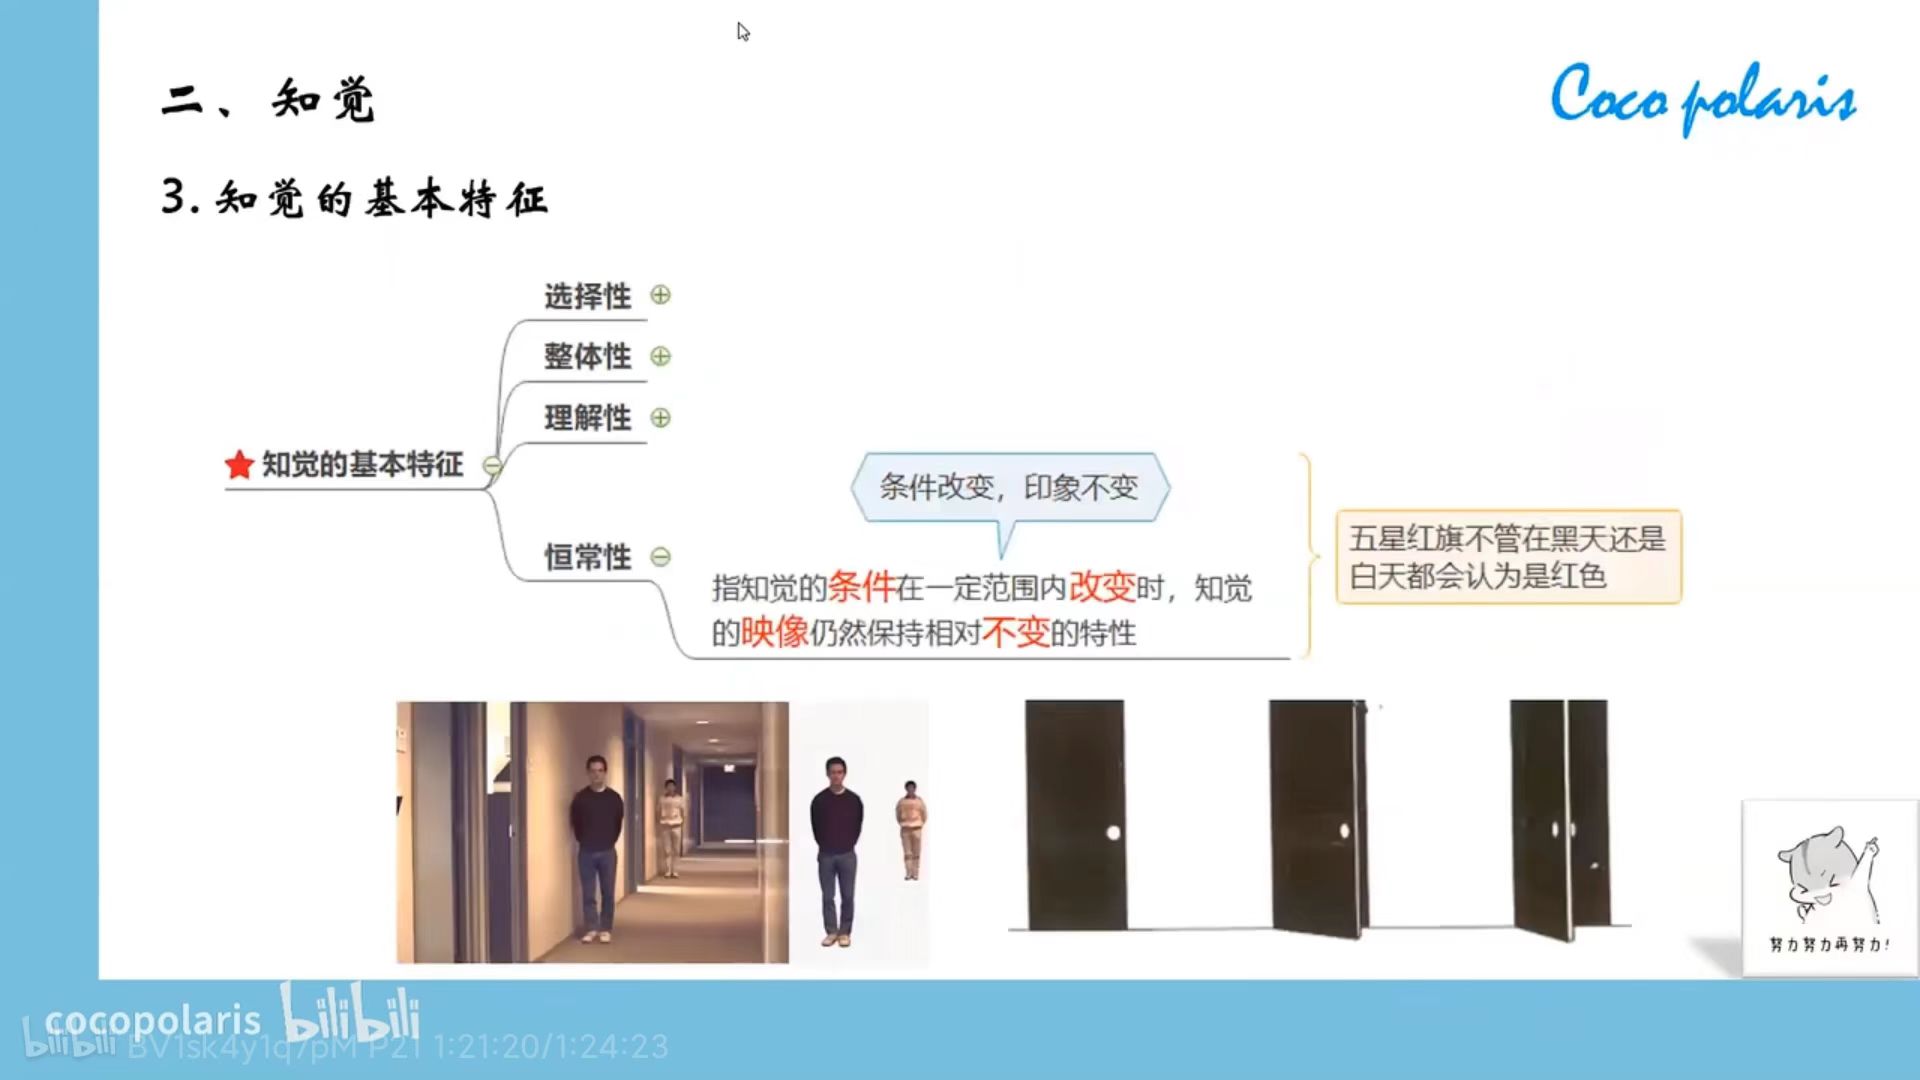 二、知觉
Coco polaris
3.知觉的基本特征
选择性
整体性
理解性
知觉的基本特征
条件改变，印象不变
五星红旗不管在黑天还是
白天都会认为是红色
恒常性
指知觉的条件在一定范围内改变时，知觉
的映像仍然保持相对不变的特性
努力努力再努力!
cocopolaris bilibili
bilibili BV1sk4y1q7pM P21 1:21:20/1:24:23